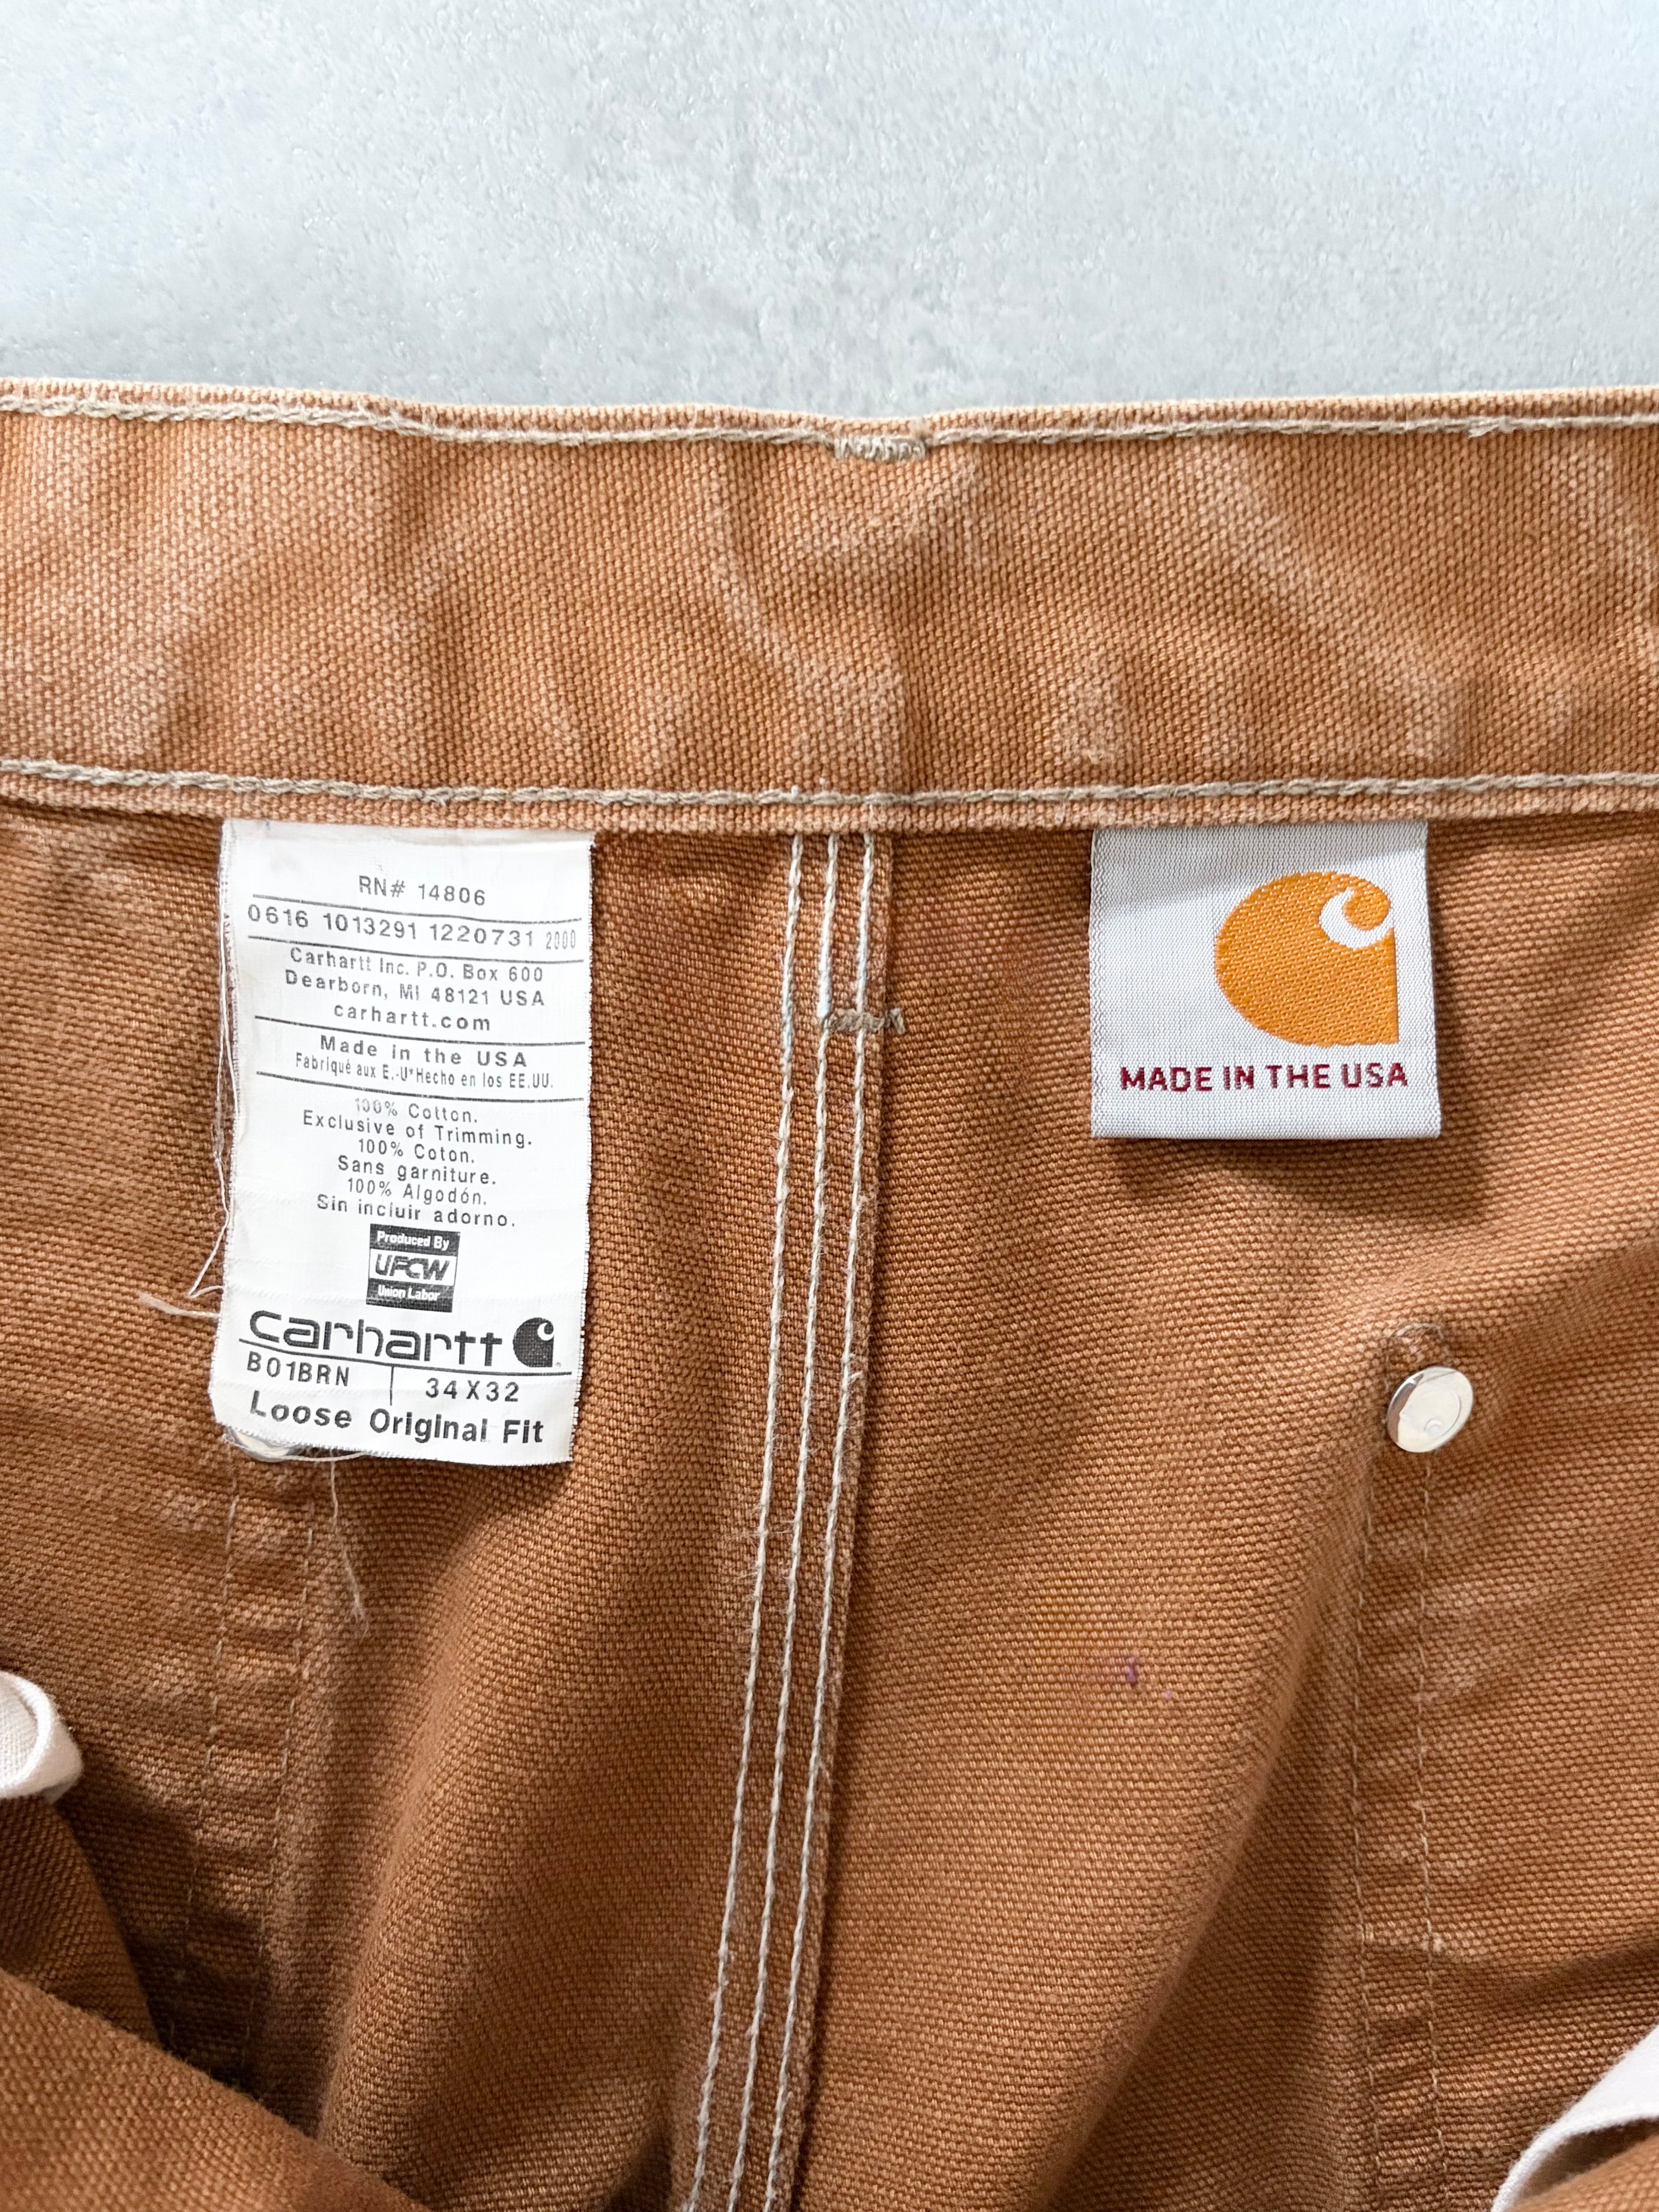 RN# 14806
0616 1013291 1220731 2000
Carhartt Inc. P.O. Box 600
Dearborn, MI 48121 USA
carhartt.com
Made in the USA
Fabriqué aux E.-U*Hecho en los EE.UU.
100% Cotton.
Exclusive of Trimming.
100% Coton.
Sans garniture.
100% Algodón.
Sin incluir adorno.
Produced By
UFCW
Union Labor
carhartt
B01BRN 34X32
Loose Original Fit
MADE IN THE USA